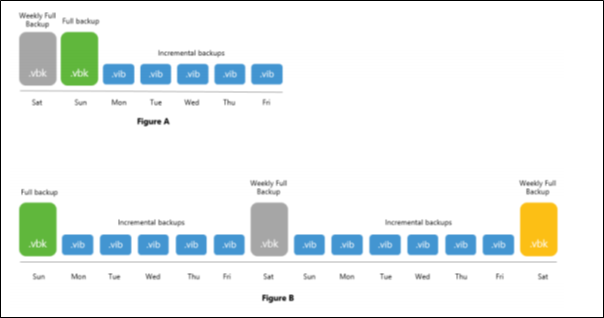 Weekly Full
Backup
Full backup
Incremental backups
.vbk
.vbk
.vib
.vib
.vib
.vib
.vib
Sat
Sun
Mon
Tue
Wed
Thu
Fri
Figure A
Full backup
Weekly Full
Backup
Weekly Full
Backup
Incremental backups
Incremental backups
.vbk
.vib
.vib
.vib
.vib
.vib
.vbk
.vib
.vib
.vib
.vib
.vib
.vib
.vbk
Sun
Mon
Tue
Wed
Thu
Fri
Sat
Sun
Mon
Tue
Wed
Thu
Fri
Sat
Figure B